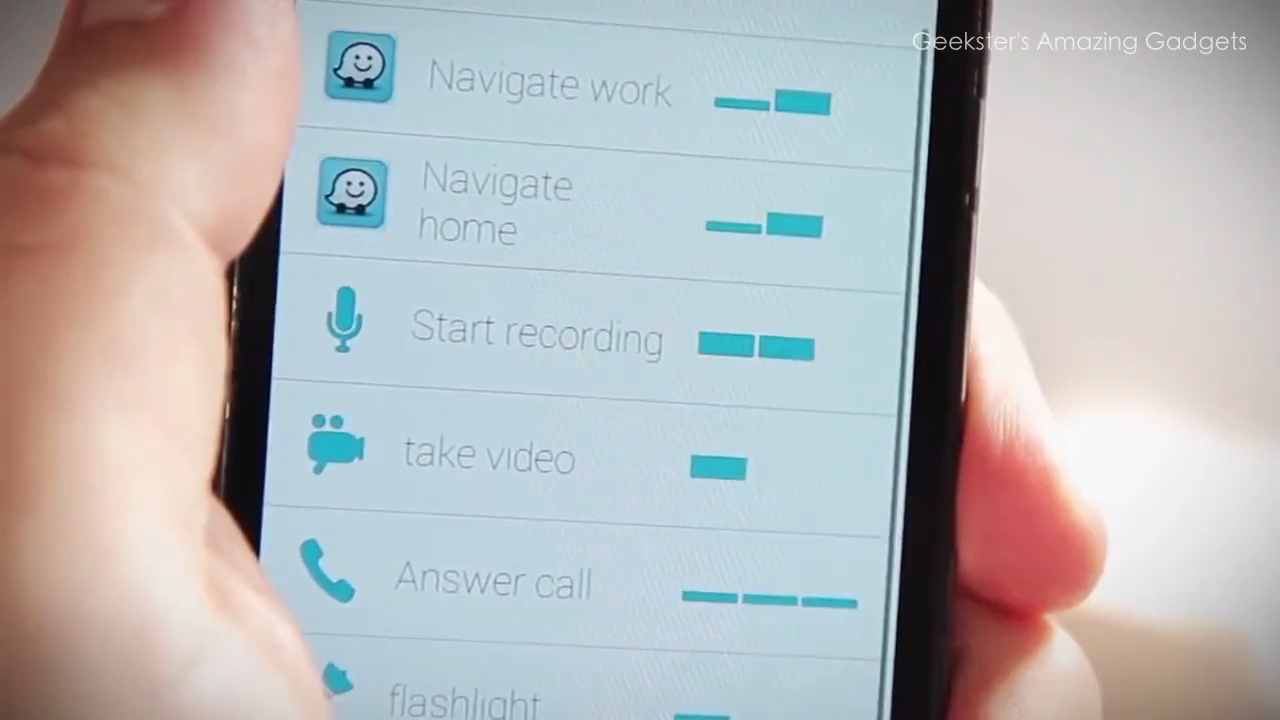 Geekster's Amazing Gadgets
Navigate work
Navigate
home
Start recording
take video
Answer call
flashlight